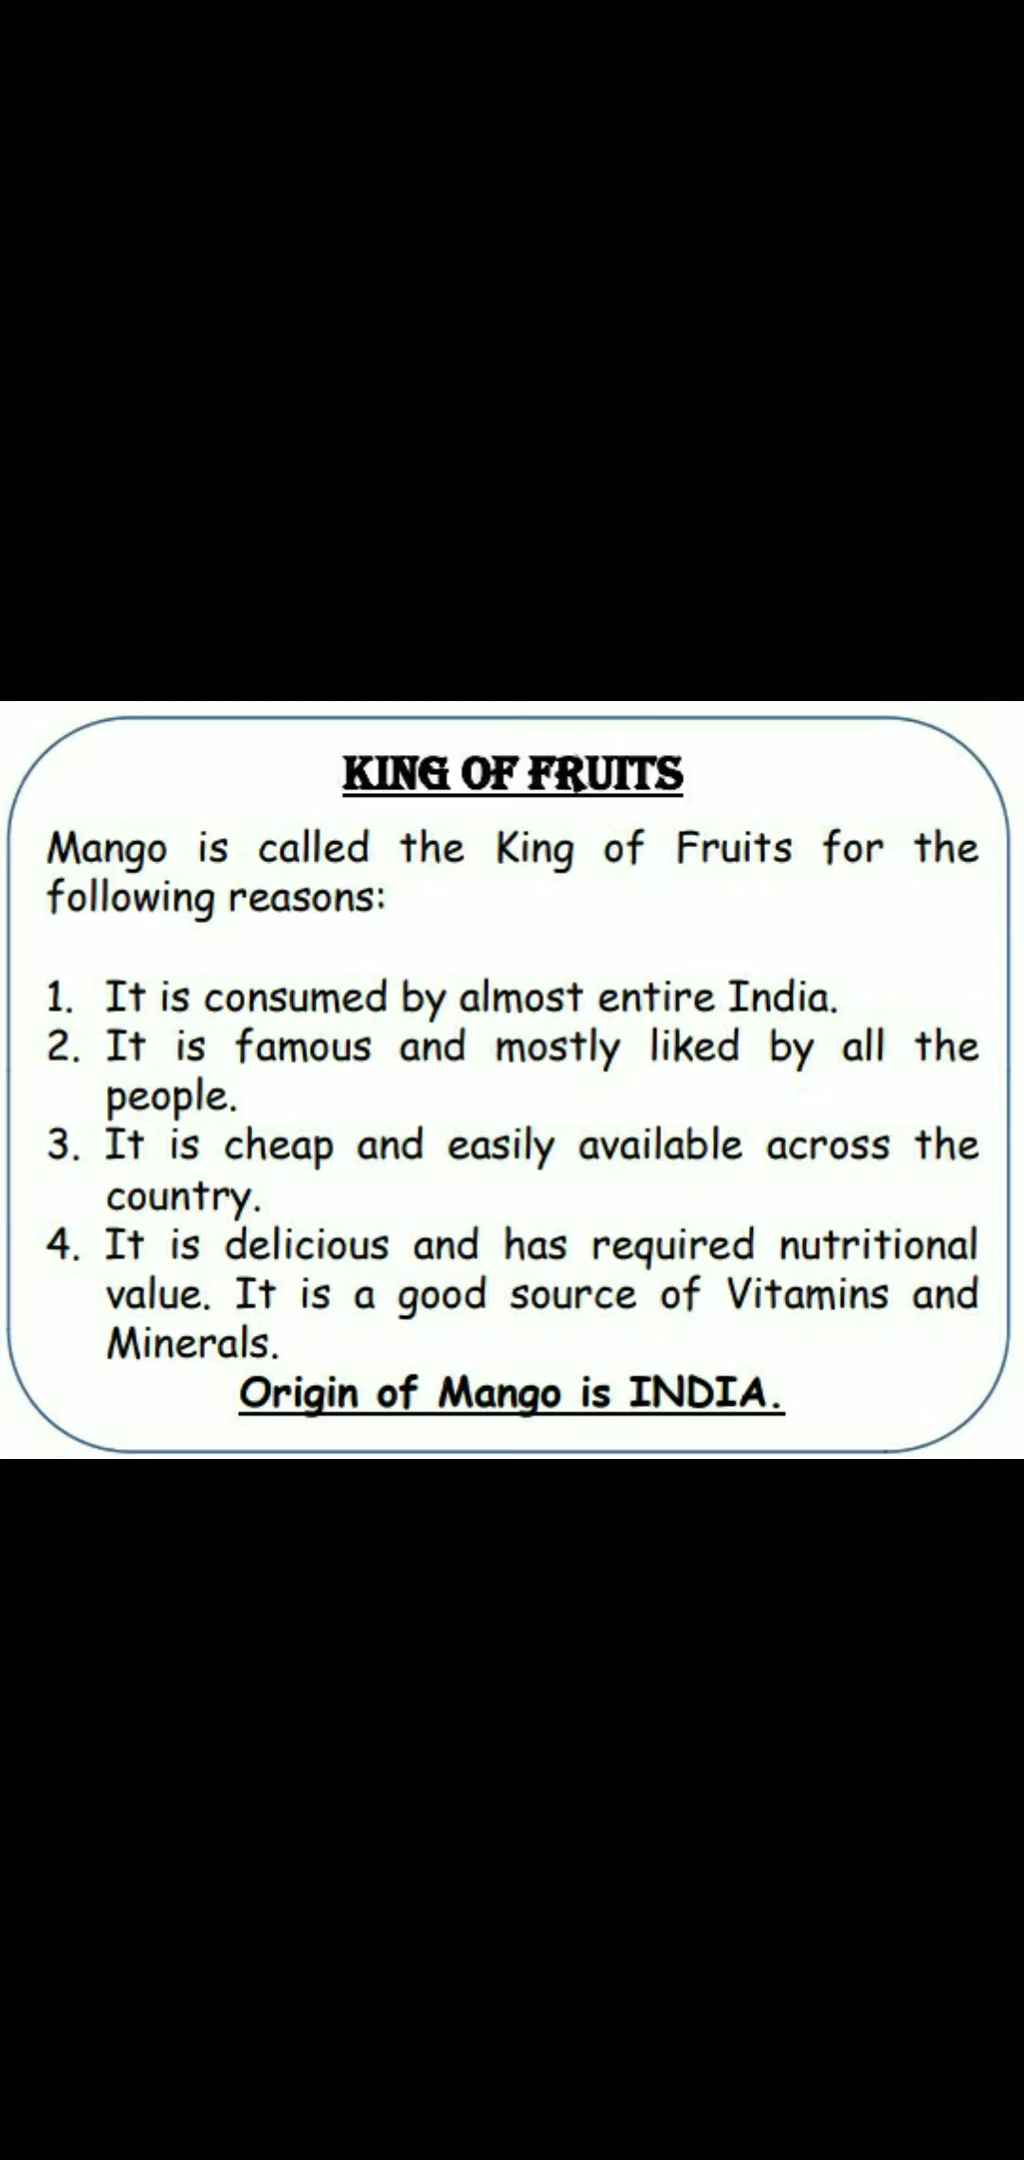 KING OF FRUITS
Mango is called the King of Fruits for the
following reasons:
1. It is consumed by almost entire India.
2. It is famous and mostly liked by all the
people.
3. It is cheap and easily available across the
country.
4. It is delicious and has required nutritional
value. It is a good source of Vitamins and
Minerals.
Origin of Mango is INDIA.